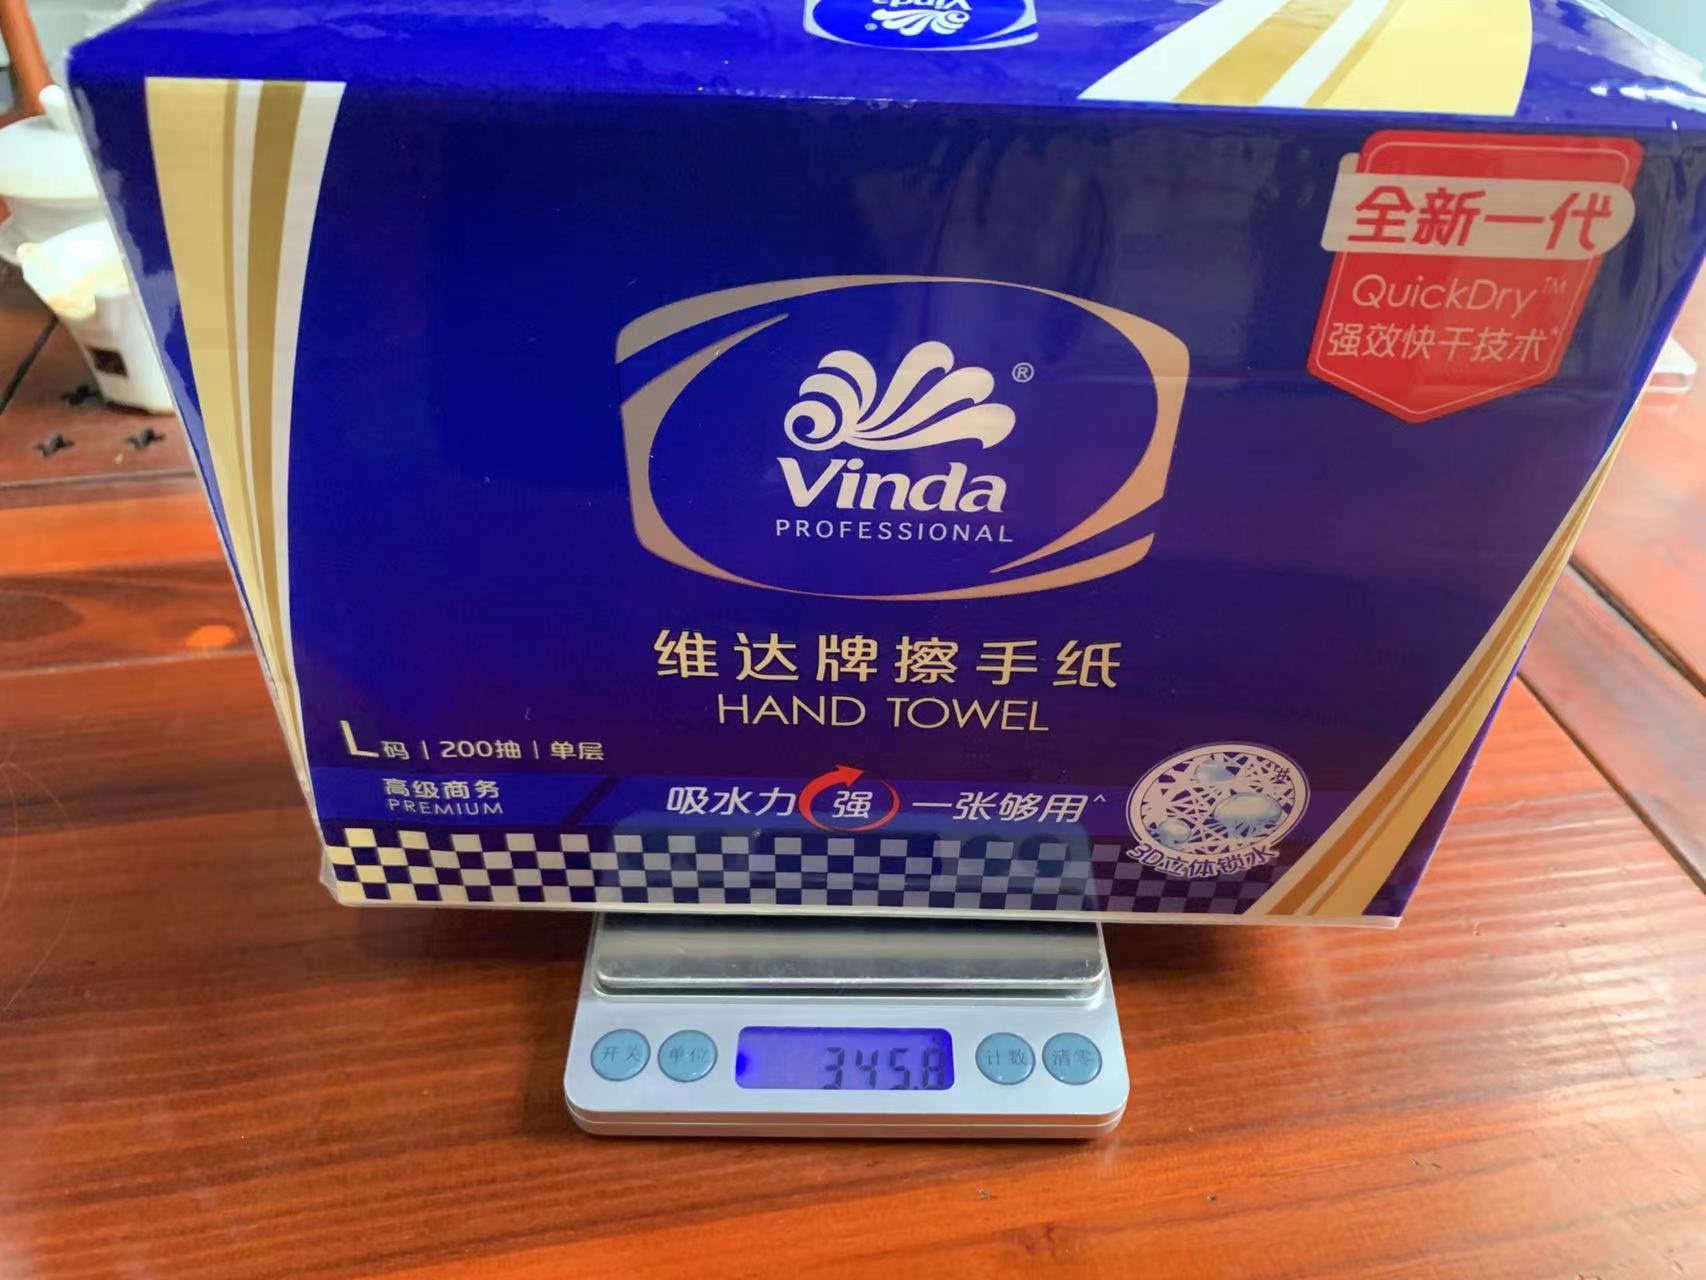 Vinda
全新一代
QuickDry™
强效快干技术*
®
Vinda
PROFESSIONAL
维达牌擦手纸
HAND TOWEL
L码 | 200抽 | 单层
高级商务
PREMIUM
吸水力强 一张够用^
3D立体锁水#
开关 单位 345.8 计数 清零